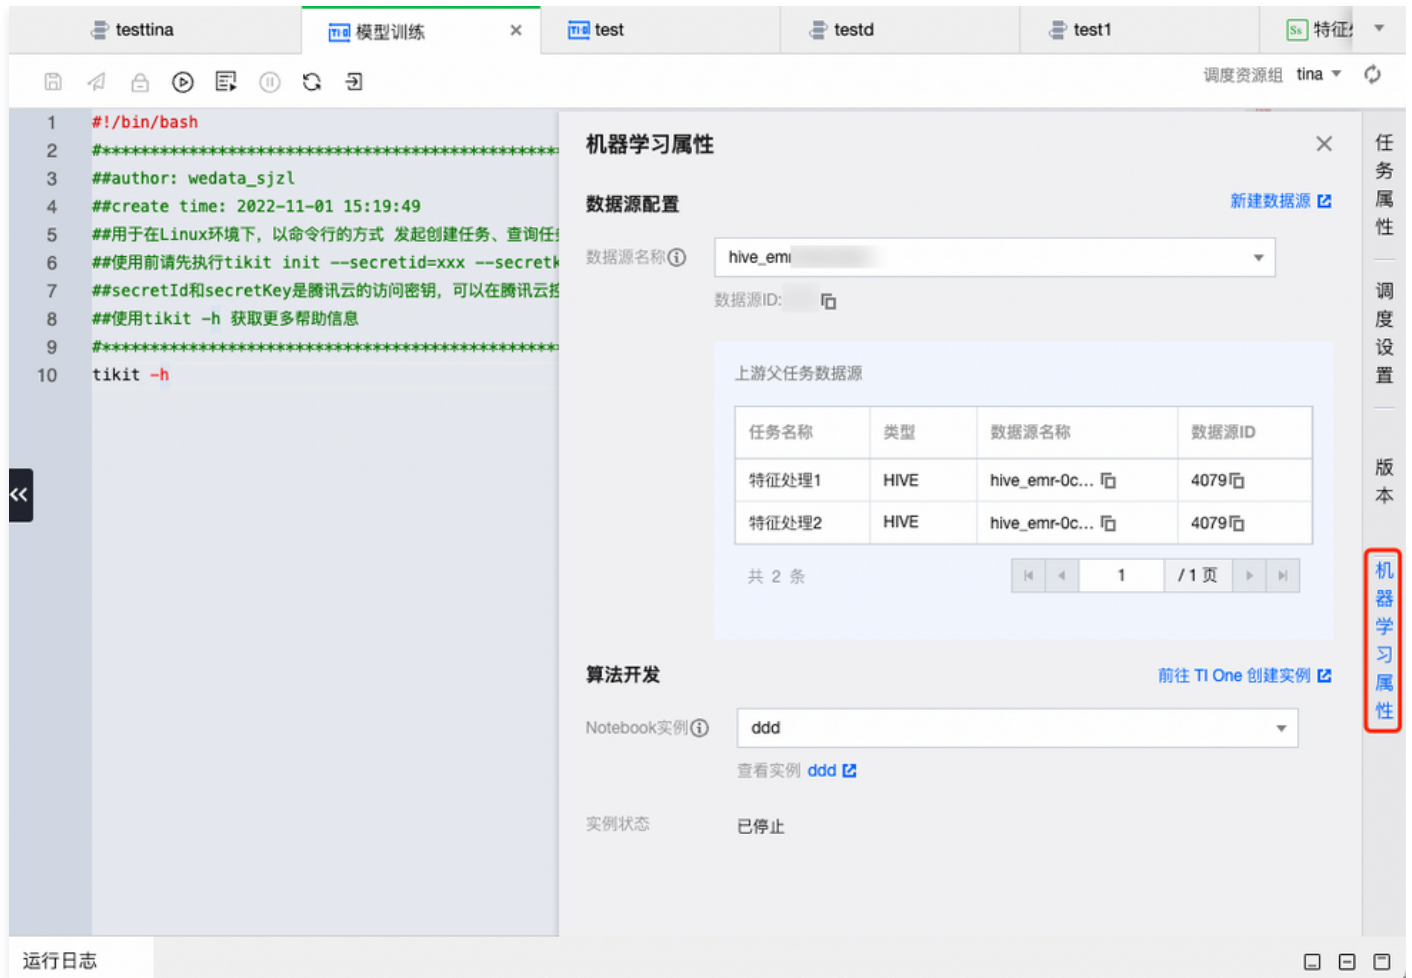 testtina
模型训练
test
testd
test1
特征
调度资源组 tina
1 #!/bin/bash
2 #************************************************
3 ##author: wedata_sjzl
4 ##create time: 2022-11-01 15:19:49
5 ##用于在Linux环境下，以命令行的方式 发起创建任务、查询任
6 ##使用前请先执行tikit init --secretid=xxx --secretk
7 ##secretId和secretKey是腾讯云的访问密钥，可以在腾讯云控
8 ##使用tikit -h 获取更多帮助信息
9 #************************************************
10 tikit -h
机器学习属性
数据源配置
新建数据源
数据源名称
hive_em
数据源ID:
上游父任务数据源
任务名称 类型 数据源名称 数据源ID
特征处理1 HIVE hive_emr-0c... 4079
特征处理2 HIVE hive_emr-0c... 4079
共 2 条
1 / 1 页
算法开发
前往 TI One 创建实例
Notebook实例
ddd
查看实例 ddd
实例状态
已停止
任务属性
调度设置
版本
机器学习属性
运行日志